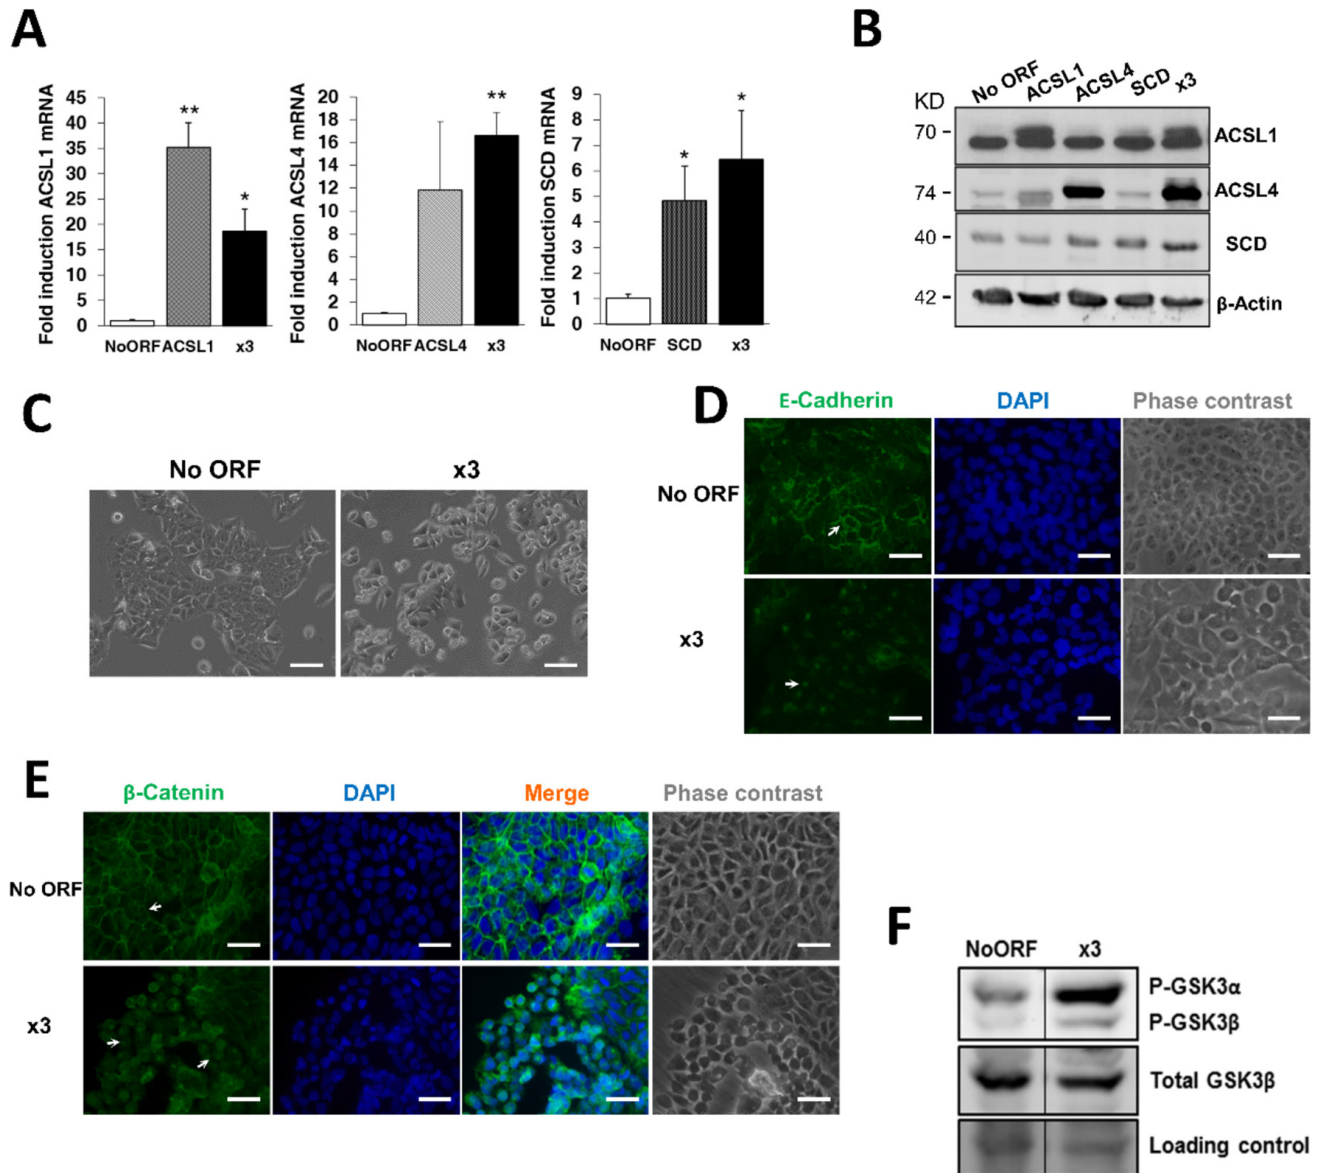 A
Fold induction ACSL1 mRNA
45
40
35
30
25
20
15
10
5
0
**
*
NoORF ACSL1 x3
Fold induction ACSL4 mRNA
20
18
16
14
12
10
8
6
4
2
0
**
NoORF ACSL4 x3
Fold induction SCD mRNA
9
8
7
6
5
4
3
2
1
0
*
*
NoORF SCD x3
B
KD
No ORF ACSL1 ACSL4 SCD x3
70 – ACSL1
74 – ACSL4
40 – SCD
42 – β-Actin
C
No ORF x3
D
E-Cadherin DAPI Phase contrast
No ORF
x3
E
β-Catenin DAPI Merge Phase contrast
No ORF
x3
F
NoORF x3
P-GSK3α
P-GSK3β
Total GSK3β
Loading control